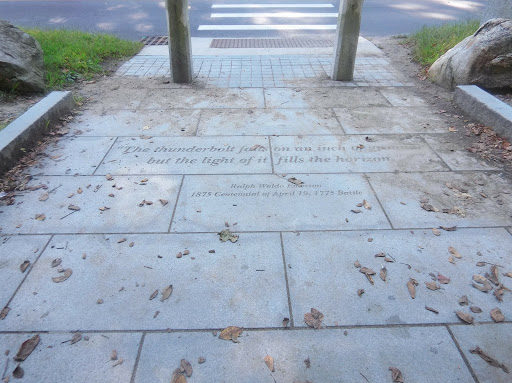 "The thunderbolt falls on an inch of ground
but the light of it fills the horizon
Ralph Waldo Emerson
1875 Centennial of April 19, 1775 Battle